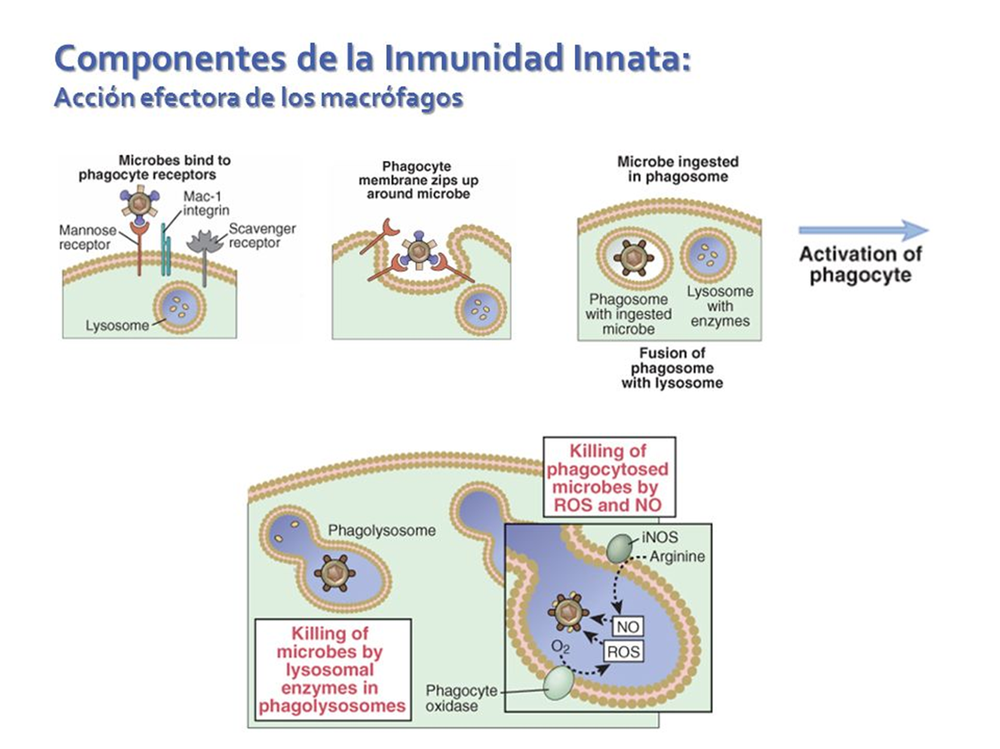 Componentes de la Inmunidad Innata:
Acción efectora de los macrófagos
Microbes bind to
phagocyte receptors
Mac-1
integrin
Mannose
receptor
Scavenger
receptor
Lysosome
Phagocyte
membrane zips up
around microbe
Microbe ingested
in phagosome
Phagosome
with ingested
microbe
Lysosome
with
enzymes
Fusion of
phagosome
with lysosome
Activation of
phagocyte
Phagolysosome
Killing of
microbes by
lysosomal
enzymes in
phagolysosomes
Killing of
phagocytosed
microbes by
ROS and NO
iNOS
Arginine
NO
ROS
O2
Phagocyte
oxidase